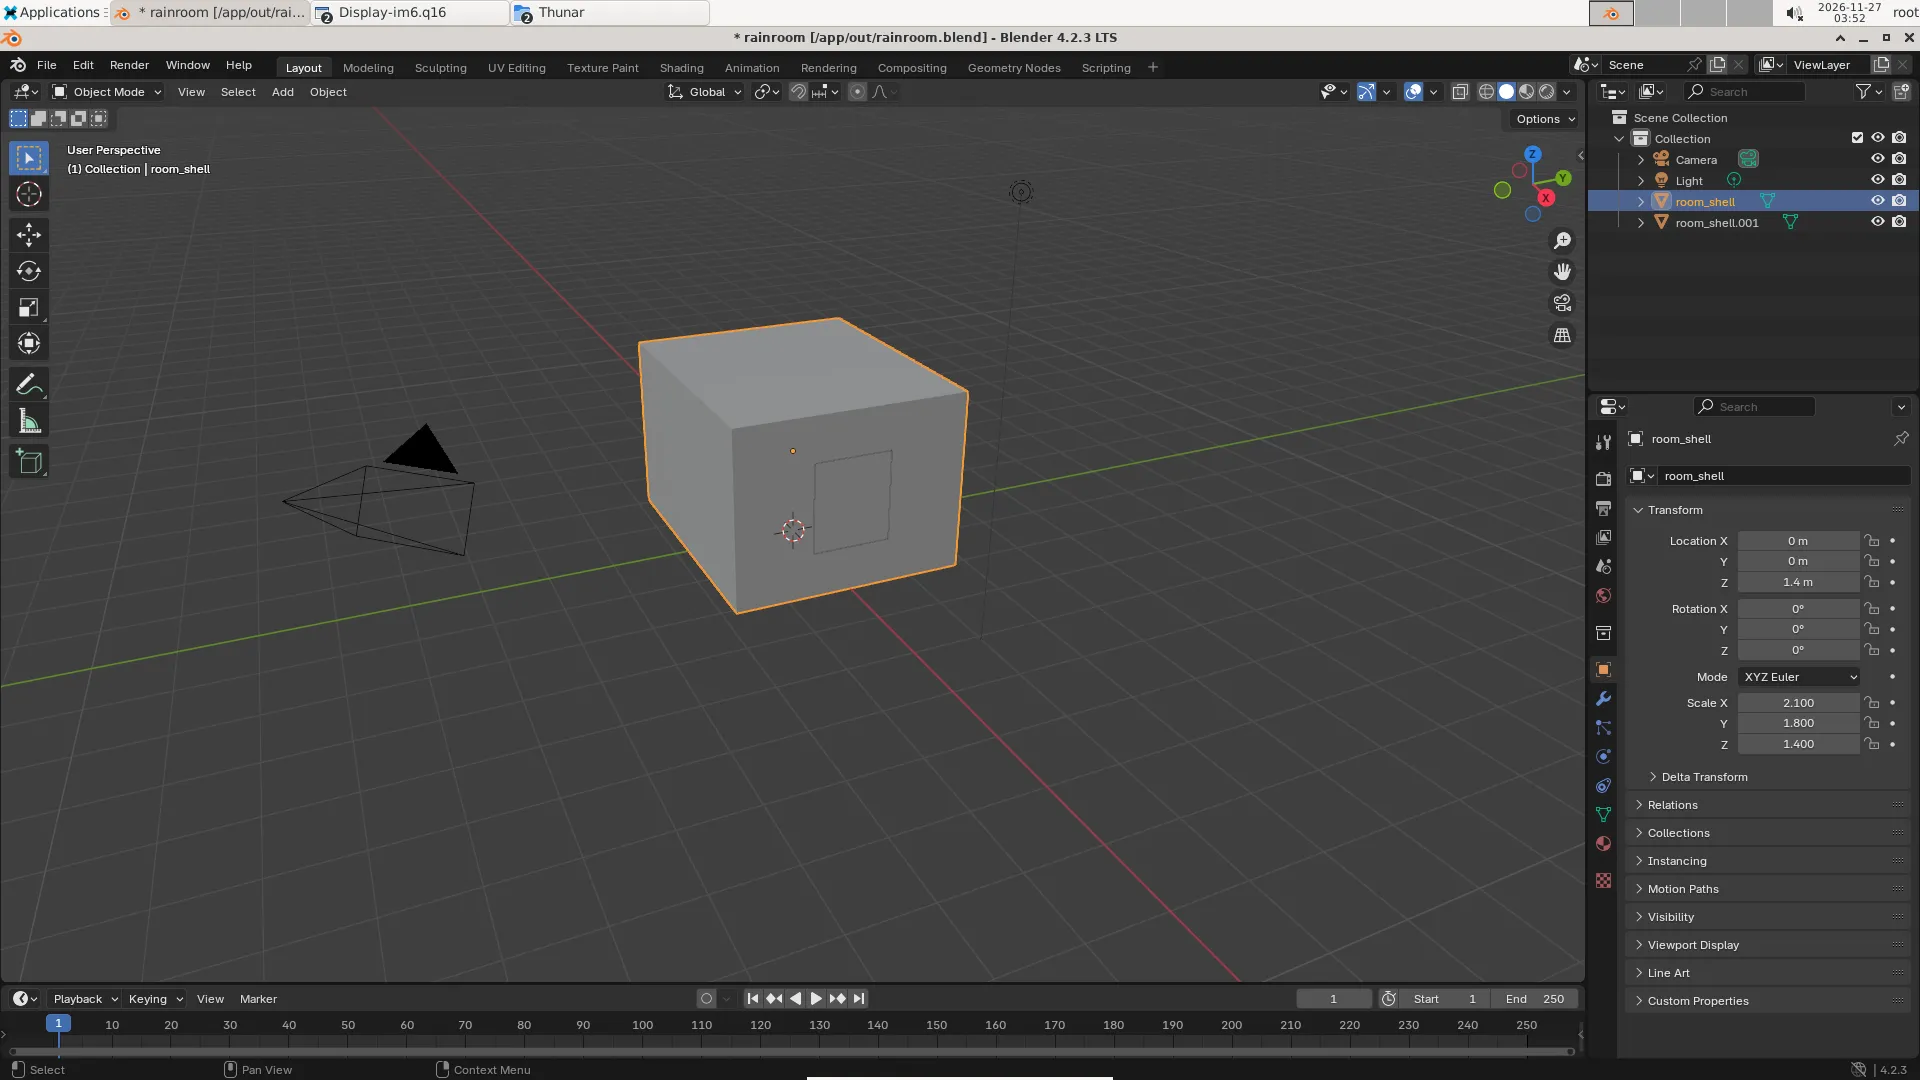 Applications
* rainroom [/app/out/rai...
Display-im6.q16
Thunar
2026-11-27
03:52
root
* rainroom [/app/out/rainroom.blend] - Blender 4.2.3 LTS
File Edit Render Window Help
Layout Modeling Sculpting UV Editing Texture Paint Shading Animation Rendering Compositing Geometry Nodes Scripting
Scene
ViewLayer
Object Mode View Select Add Object
Global
Search
Options
User Perspective
(1) Collection | room_shell
Z
Y
X
Scene Collection
Collection
Camera
Light
room_shell
room_shell.001
Search
room_shell
room_shell
Transform
Location X 0 m
Y 0 m
Z 1.4 m
Rotation X 0°
Y 0°
Z 0°
Mode XYZ Euler
Scale X 2.100
Y 1.800
Z 1.400
Delta Transform
Relations
Collections
Instancing
Motion Paths
Visibility
Viewport Display
Line Art
Custom Properties
Playback Keying View Marker
1
Start 1
End 250
1 10 20 30 40 50 60 70 80 90 100 110 120 130 140 150 160 170 180 190 200 210 220 230 240 250
Select
Pan View
Context Menu
4.2.3